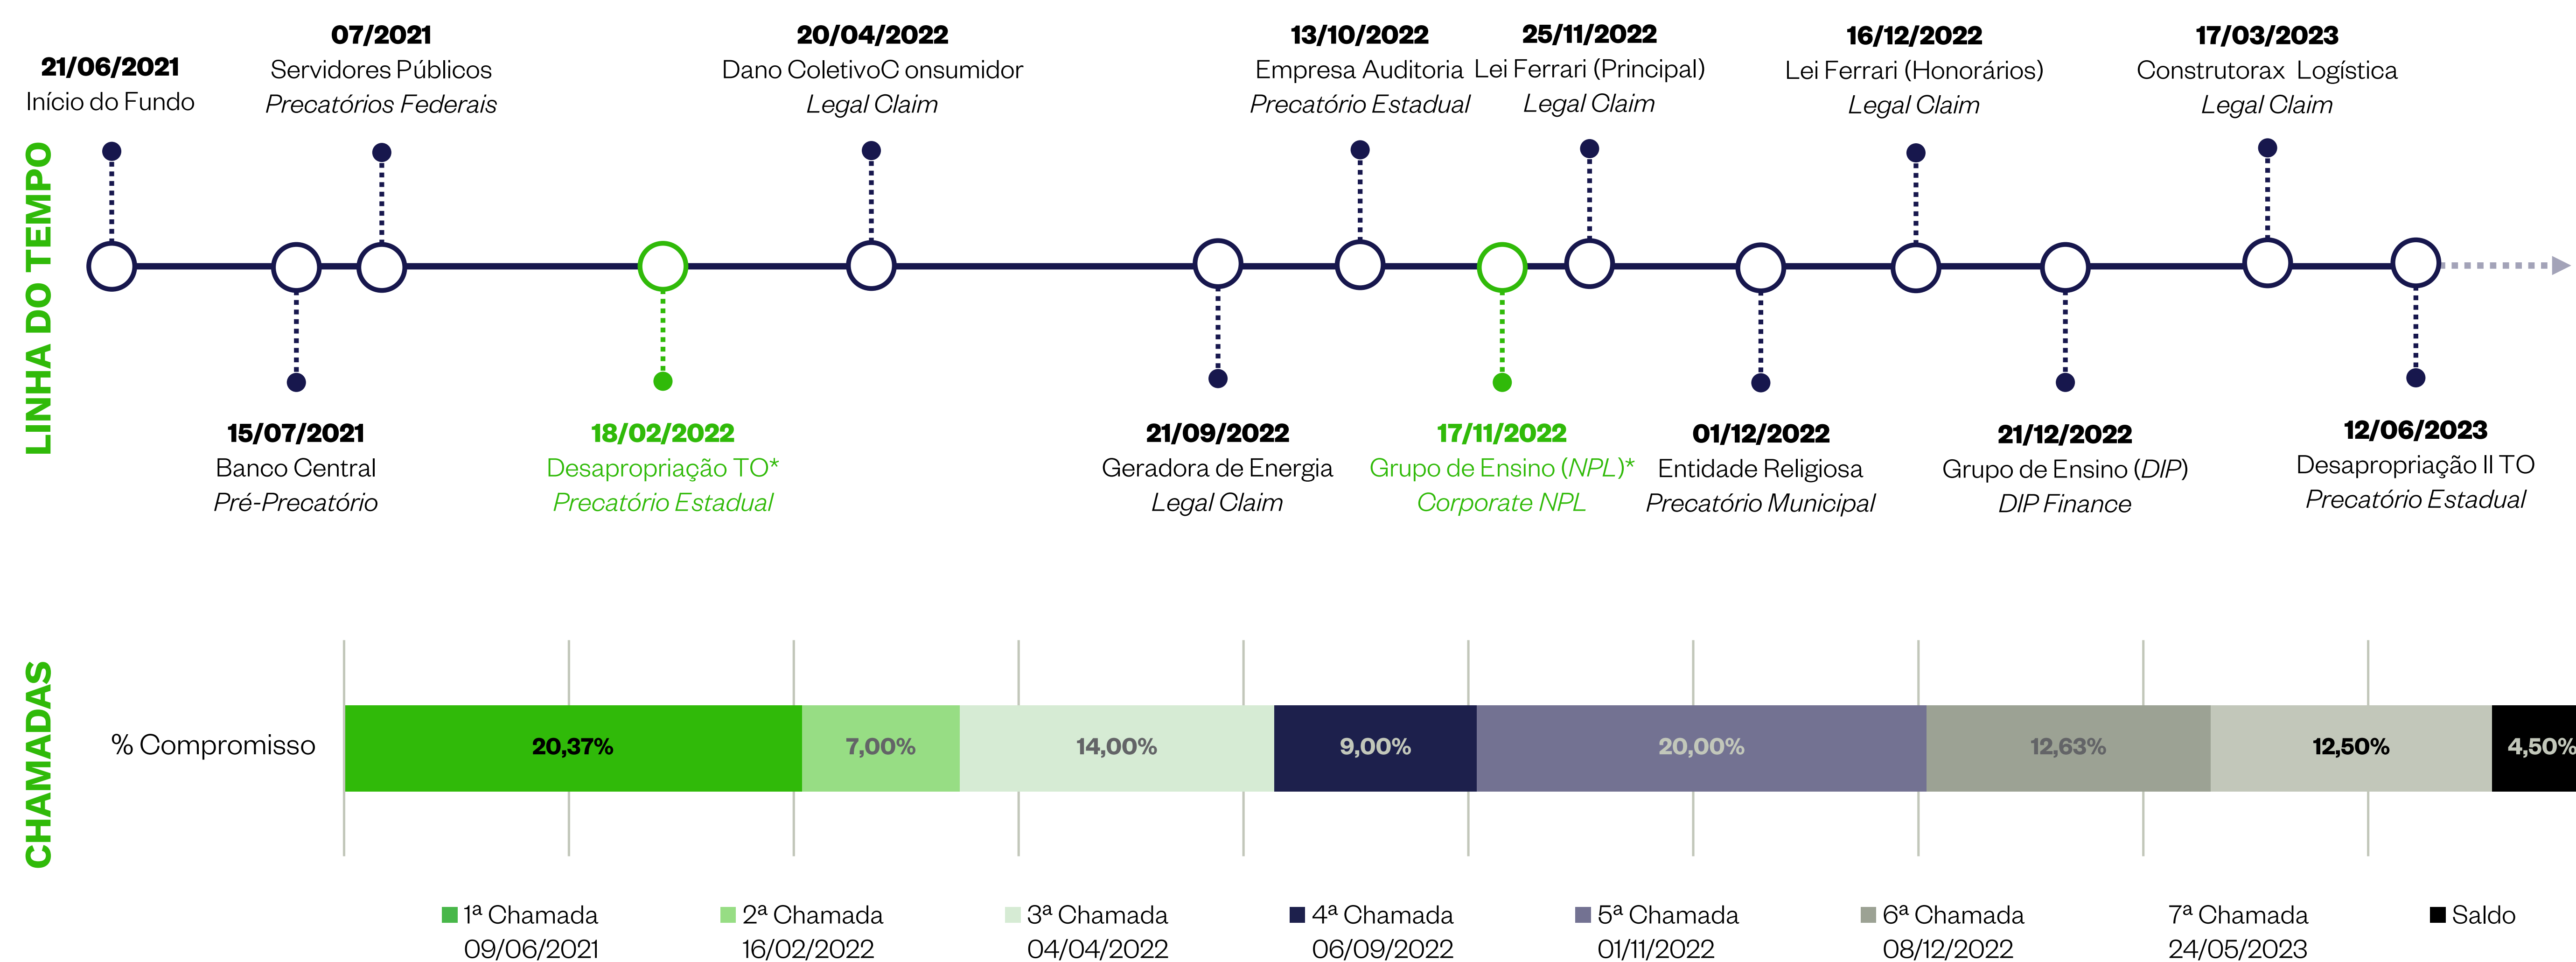 LINHA DO TEMPO
21/06/2021
Início do Fundo
07/2021
Servidores Públicos
Precatórios Federais
20/04/2022
Dano ColetivoC onsumidor
Legal Claim
13/10/2022
Empresa Auditoria
Precatório Estadual
25/11/2022
Lei Ferrari (Principal)
Legal Claim
16/12/2022
Lei Ferrari (Honorários)
Legal Claim
17/03/2023
Construtorax Logística
Legal Claim
15/07/2021
Banco Central
Pré-Precatório
18/02/2022
Desapropriação TO*
Precatório Estadual
21/09/2022
Geradora de Energia
Legal Claim
17/11/2022
Grupo de Ensino (NPL)*
Corporate NPL
01/12/2022
Entidade Religiosa
Precatório Municipal
21/12/2022
Grupo de Ensino (DIP)
DIP Finance
12/06/2023
Desapropriação II TO
Precatório Estadual
CHAMADAS
% Compromisso
20,37%
7,00%
14,00%
9,00%
20,00%
12,63%
12,50%
4,50%
1ª Chamada
09/06/2021
2ª Chamada
16/02/2022
3ª Chamada
04/04/2022
4ª Chamada
06/09/2022
5ª Chamada
01/11/2022
6ª Chamada
08/12/2022
7ª Chamada
24/05/2023
Saldo